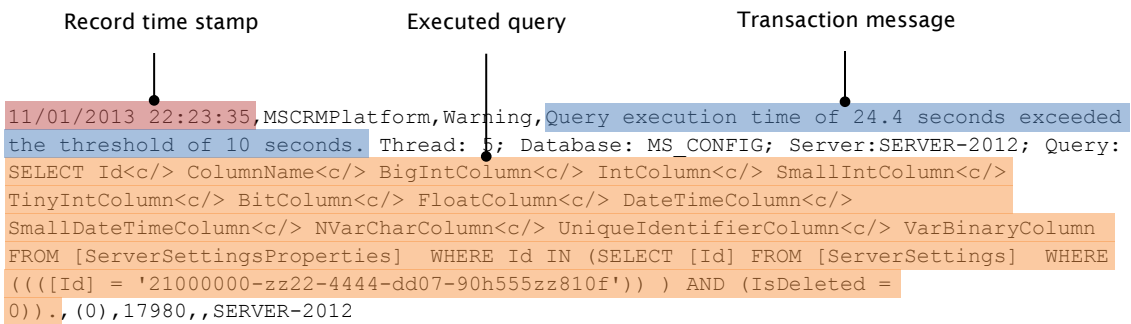 Record time stamp Executed query Transaction message
11/01/2013 22:23:35,MSCRMPlatform,Warning,Query execution time of 24.4 seconds exceeded
the threshold of 10 seconds. Thread: 5; Database: MS_CONFIG; Server:SERVER-2012; Query:
SELECT Id<c/> ColumnName<c/> BigIntColumn<c/> IntColumn<c/> SmallIntColumn<c/>
TinyIntColumn<c/> BitColumn<c/> FloatColumn<c/> DateTimeColumn<c/>
SmallDateTimeColumn<c/> NVarCharColumn<c/> UniqueIdentifierColumn<c/> VarBinaryColumn
FROM [ServerSettingsProperties]  WHERE Id IN (SELECT [Id] FROM [ServerSettings]  WHERE
((([Id] = '21000000-zz22-4444-dd07-90h555zz810f')) ) AND (IsDeleted =
0)).,(0),17980,,SERVER-2012